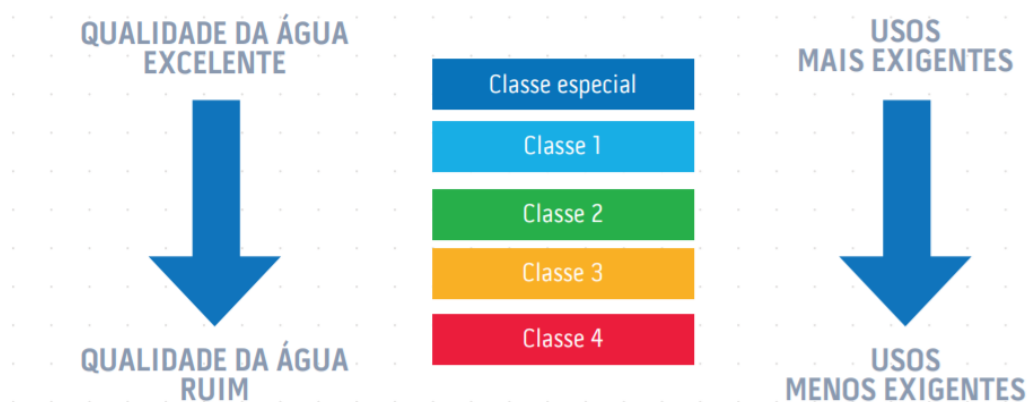 QUALIDADE DA ÁGUA
EXCELENTE
USOS
MAIS EXIGENTES
Classe especial
Classe 1
Classe 2
Classe 3
Classe 4
QUALIDADE DA ÁGUA
RUIM
USOS
MENOS EXIGENTES